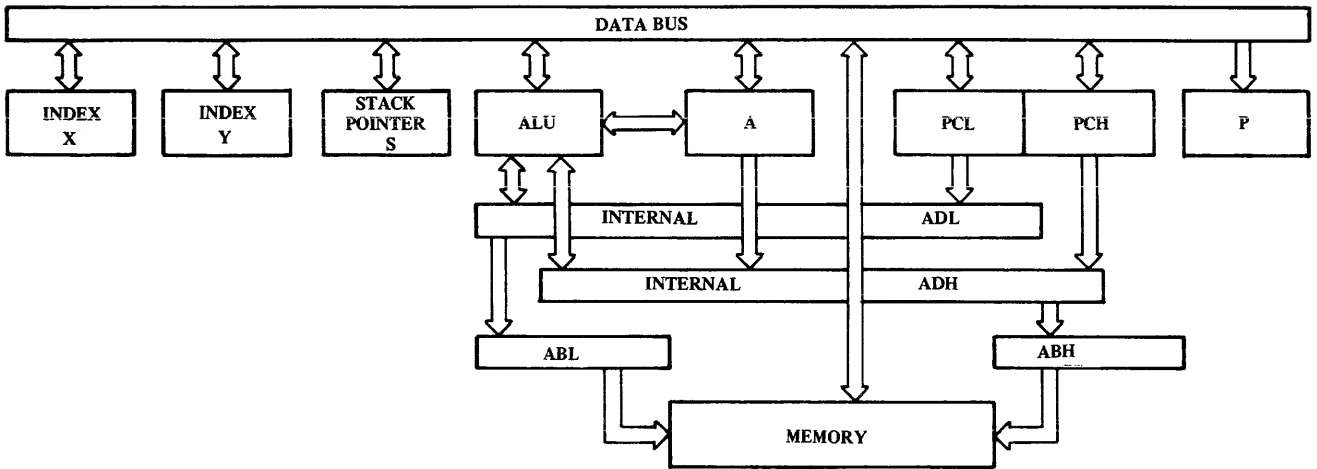 DATA BUS
INDEX
X
INDEX
Y
STACK
POINTER
S
ALU
A
PCL
PCH
P
INTERNAL ADL
INTERNAL ADH
ABL
ABH
MEMORY